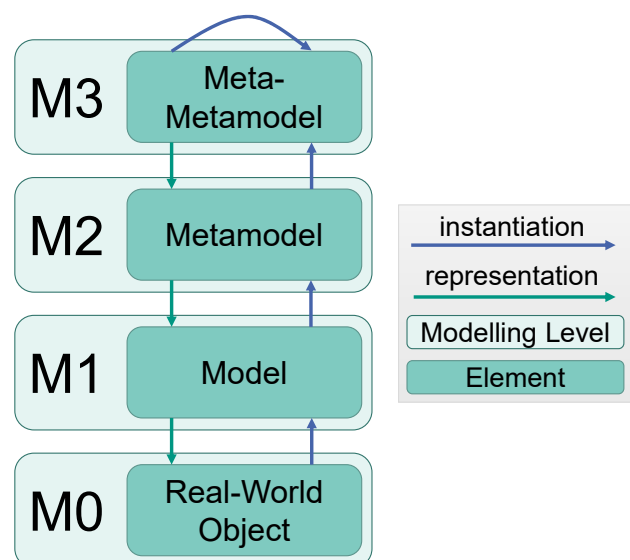 M3
Meta-
Metamodel
M2
Metamodel
M1
Model
M0
Real-World
Object
instantiation
representation
Modelling Level
Element